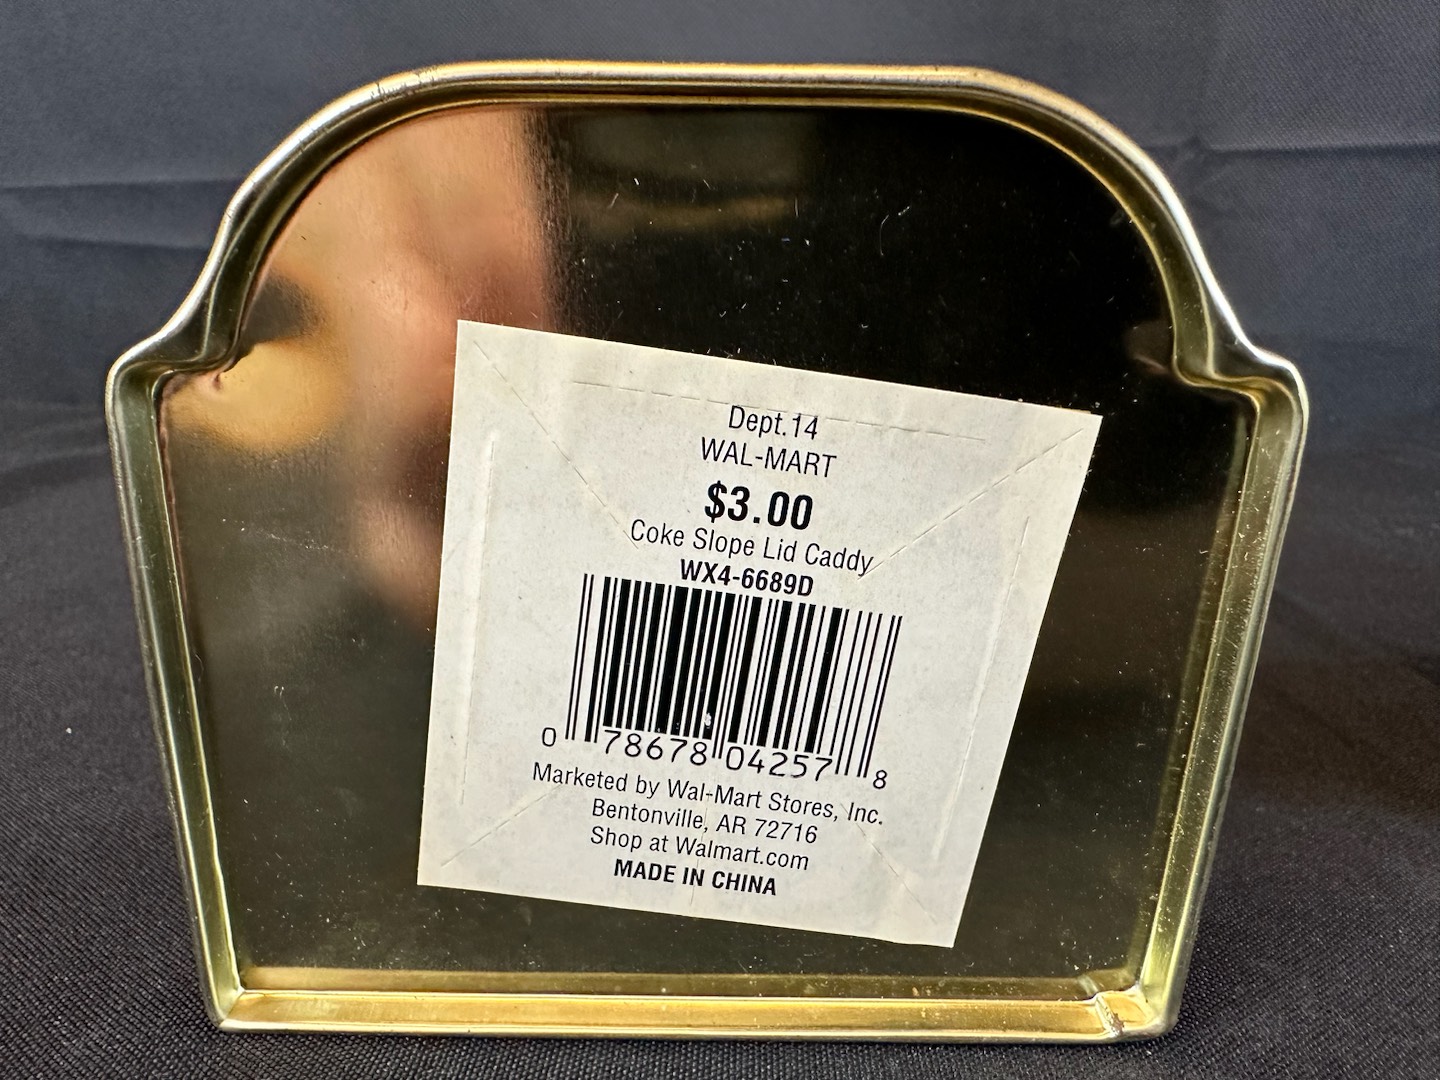 Dept.14
WAL-MART
$3.00
Coke Slope Lid Caddy
WX4-6689D
0 78678 04257 8
Marketed by Wal-Mart Stores, Inc.
Bentonville, AR 72716
Shop at Walmart.com
MADE IN CHINA